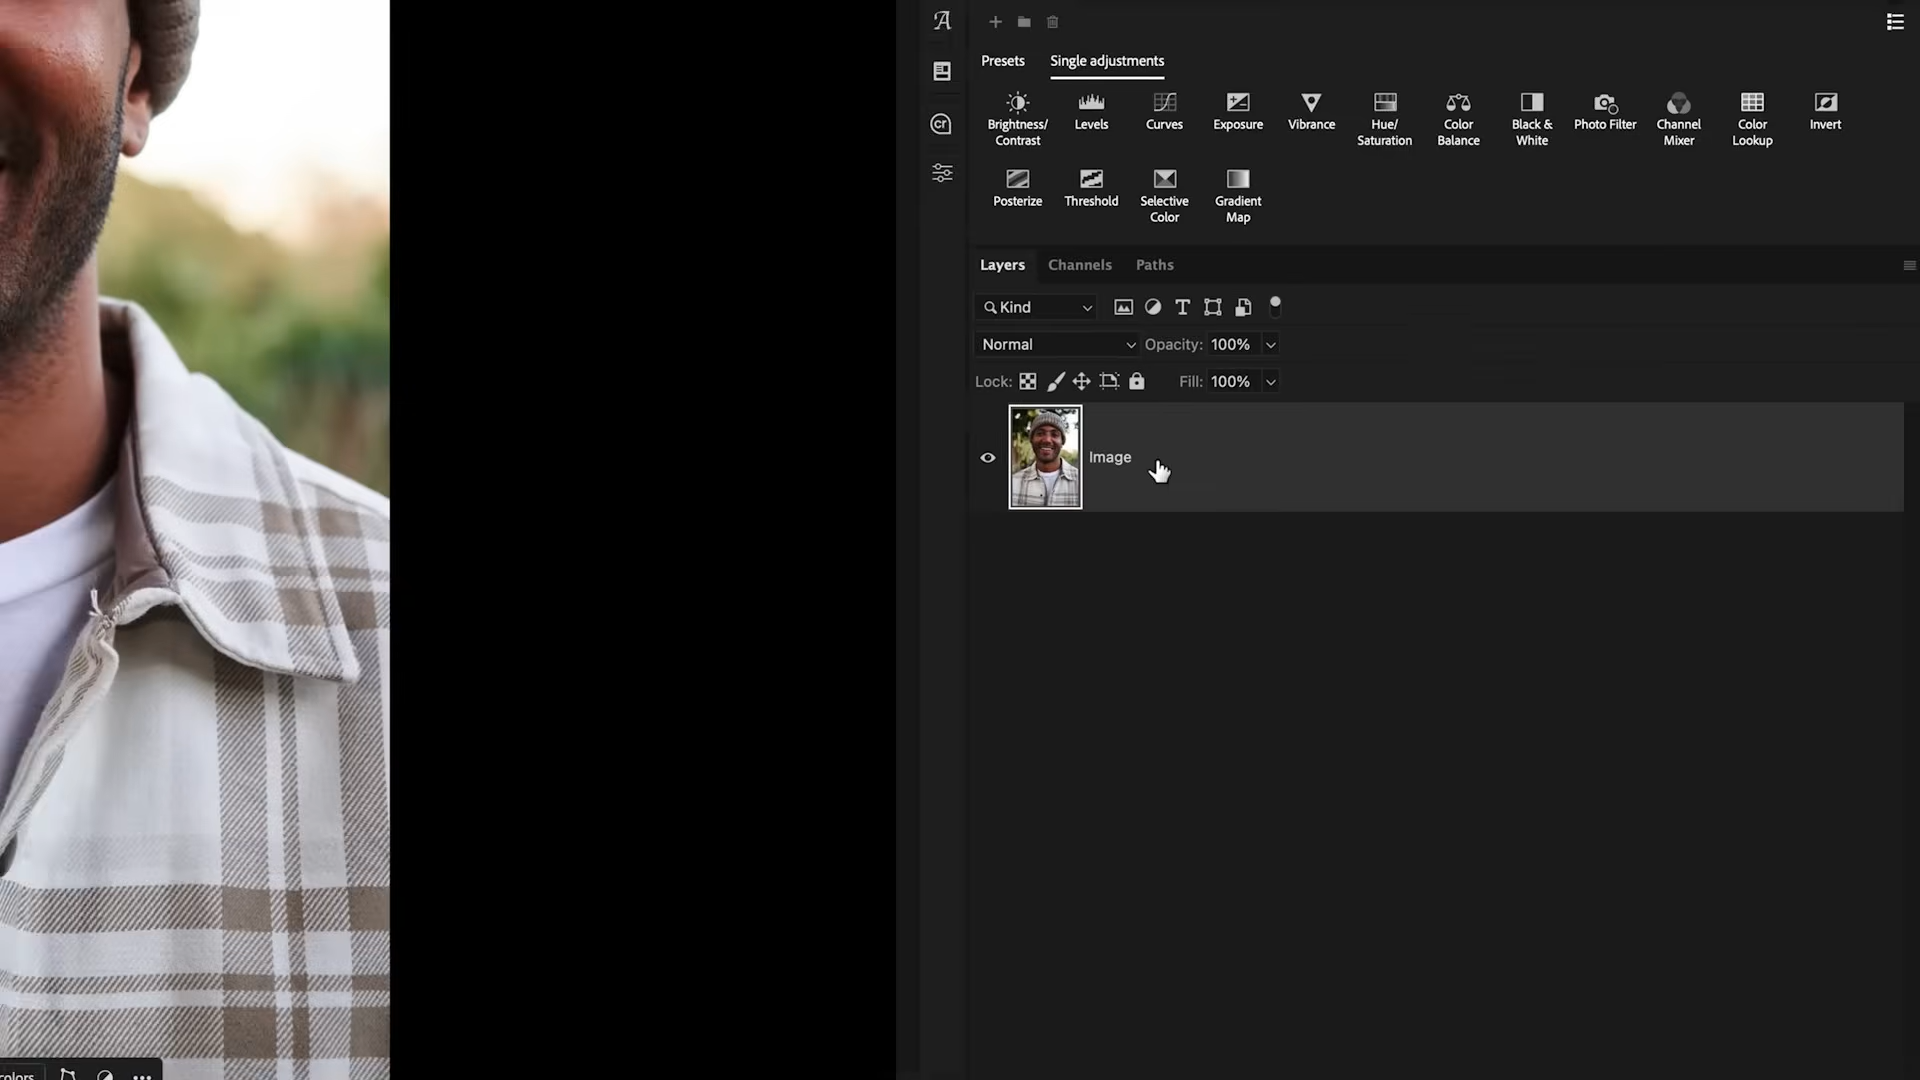 Presets Single adjustments
Brightness/ Levels Curves Exposure Vibrance Hue/ Color Black & Photo Filter Channel Color Invert
Contrast Saturation Balance White Mixer Lookup
Posterize Threshold Selective Gradient
Color Map
cr
Layers Channels Paths
Kind
Normal Opacity: 100%
Lock: Fill: 100%
Image
colors